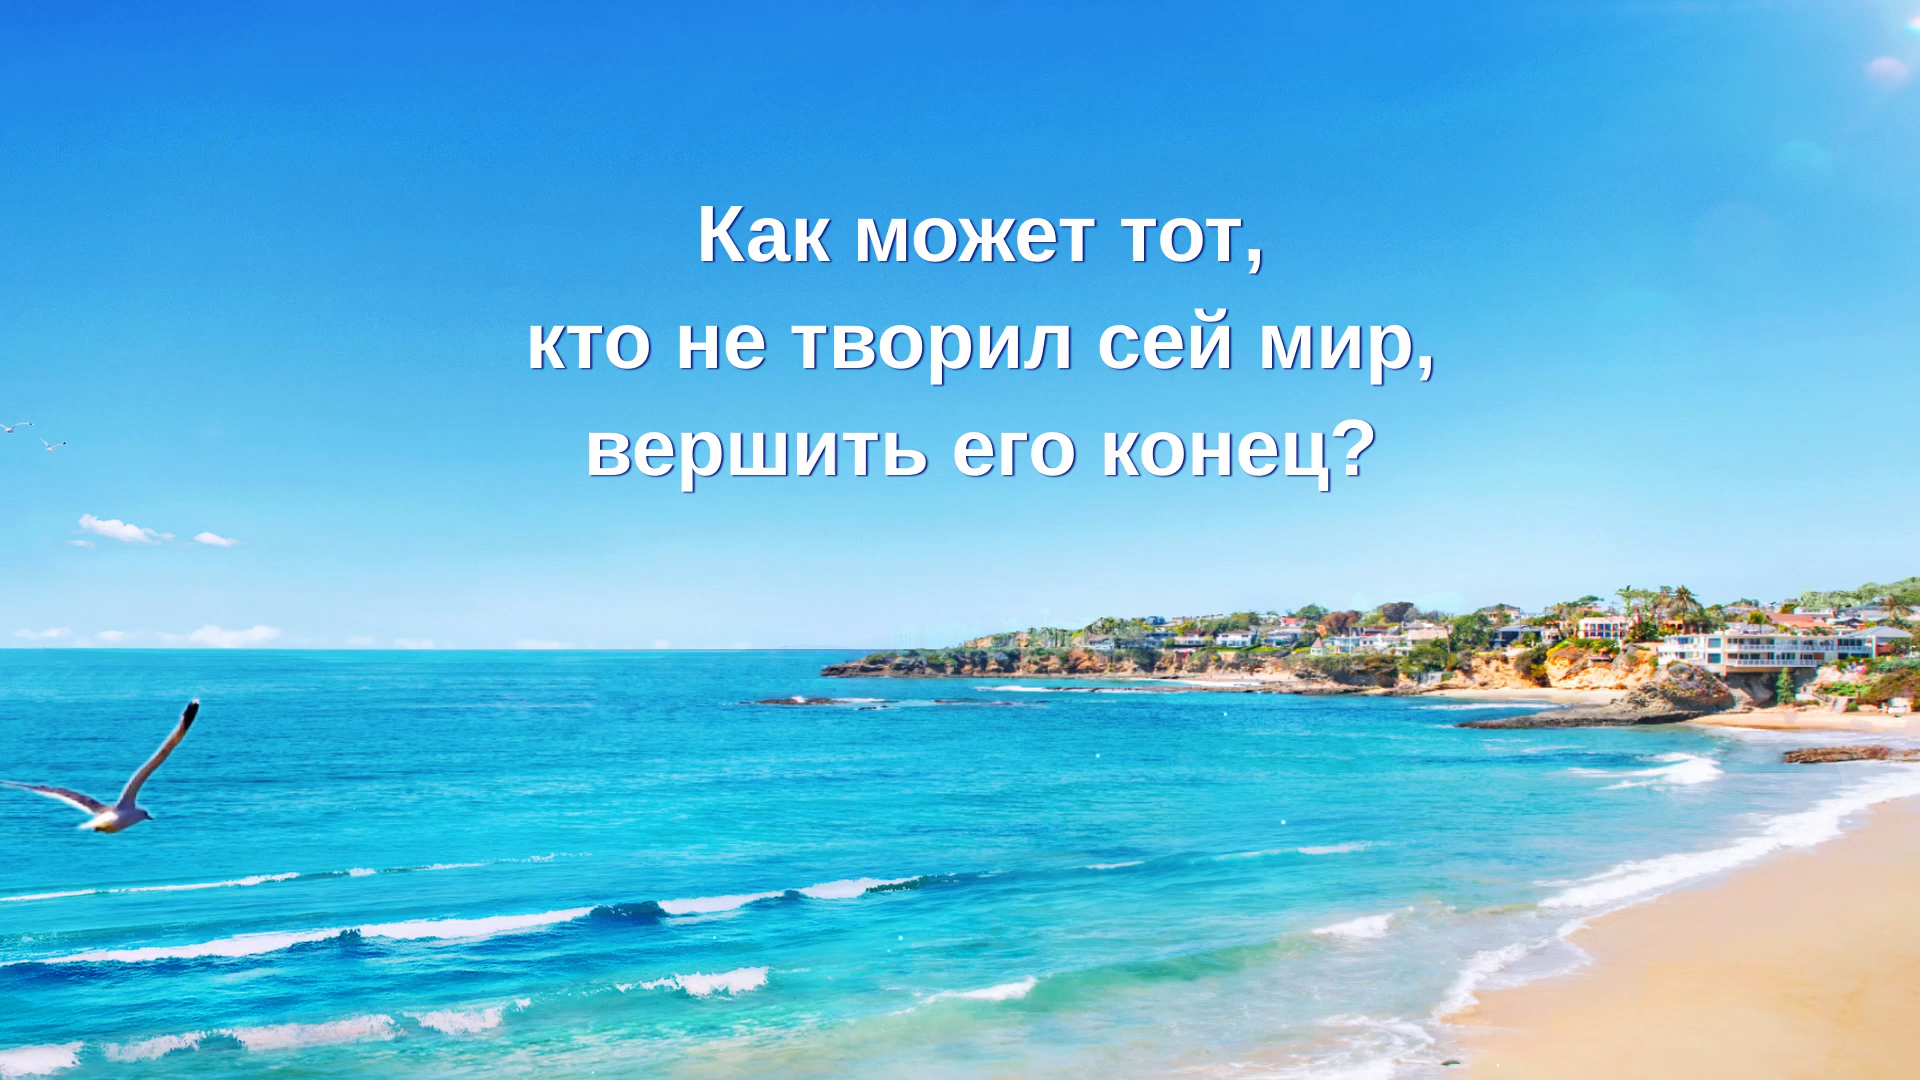 Как может тот,
кто не творил сей мир,
вершить его конец?